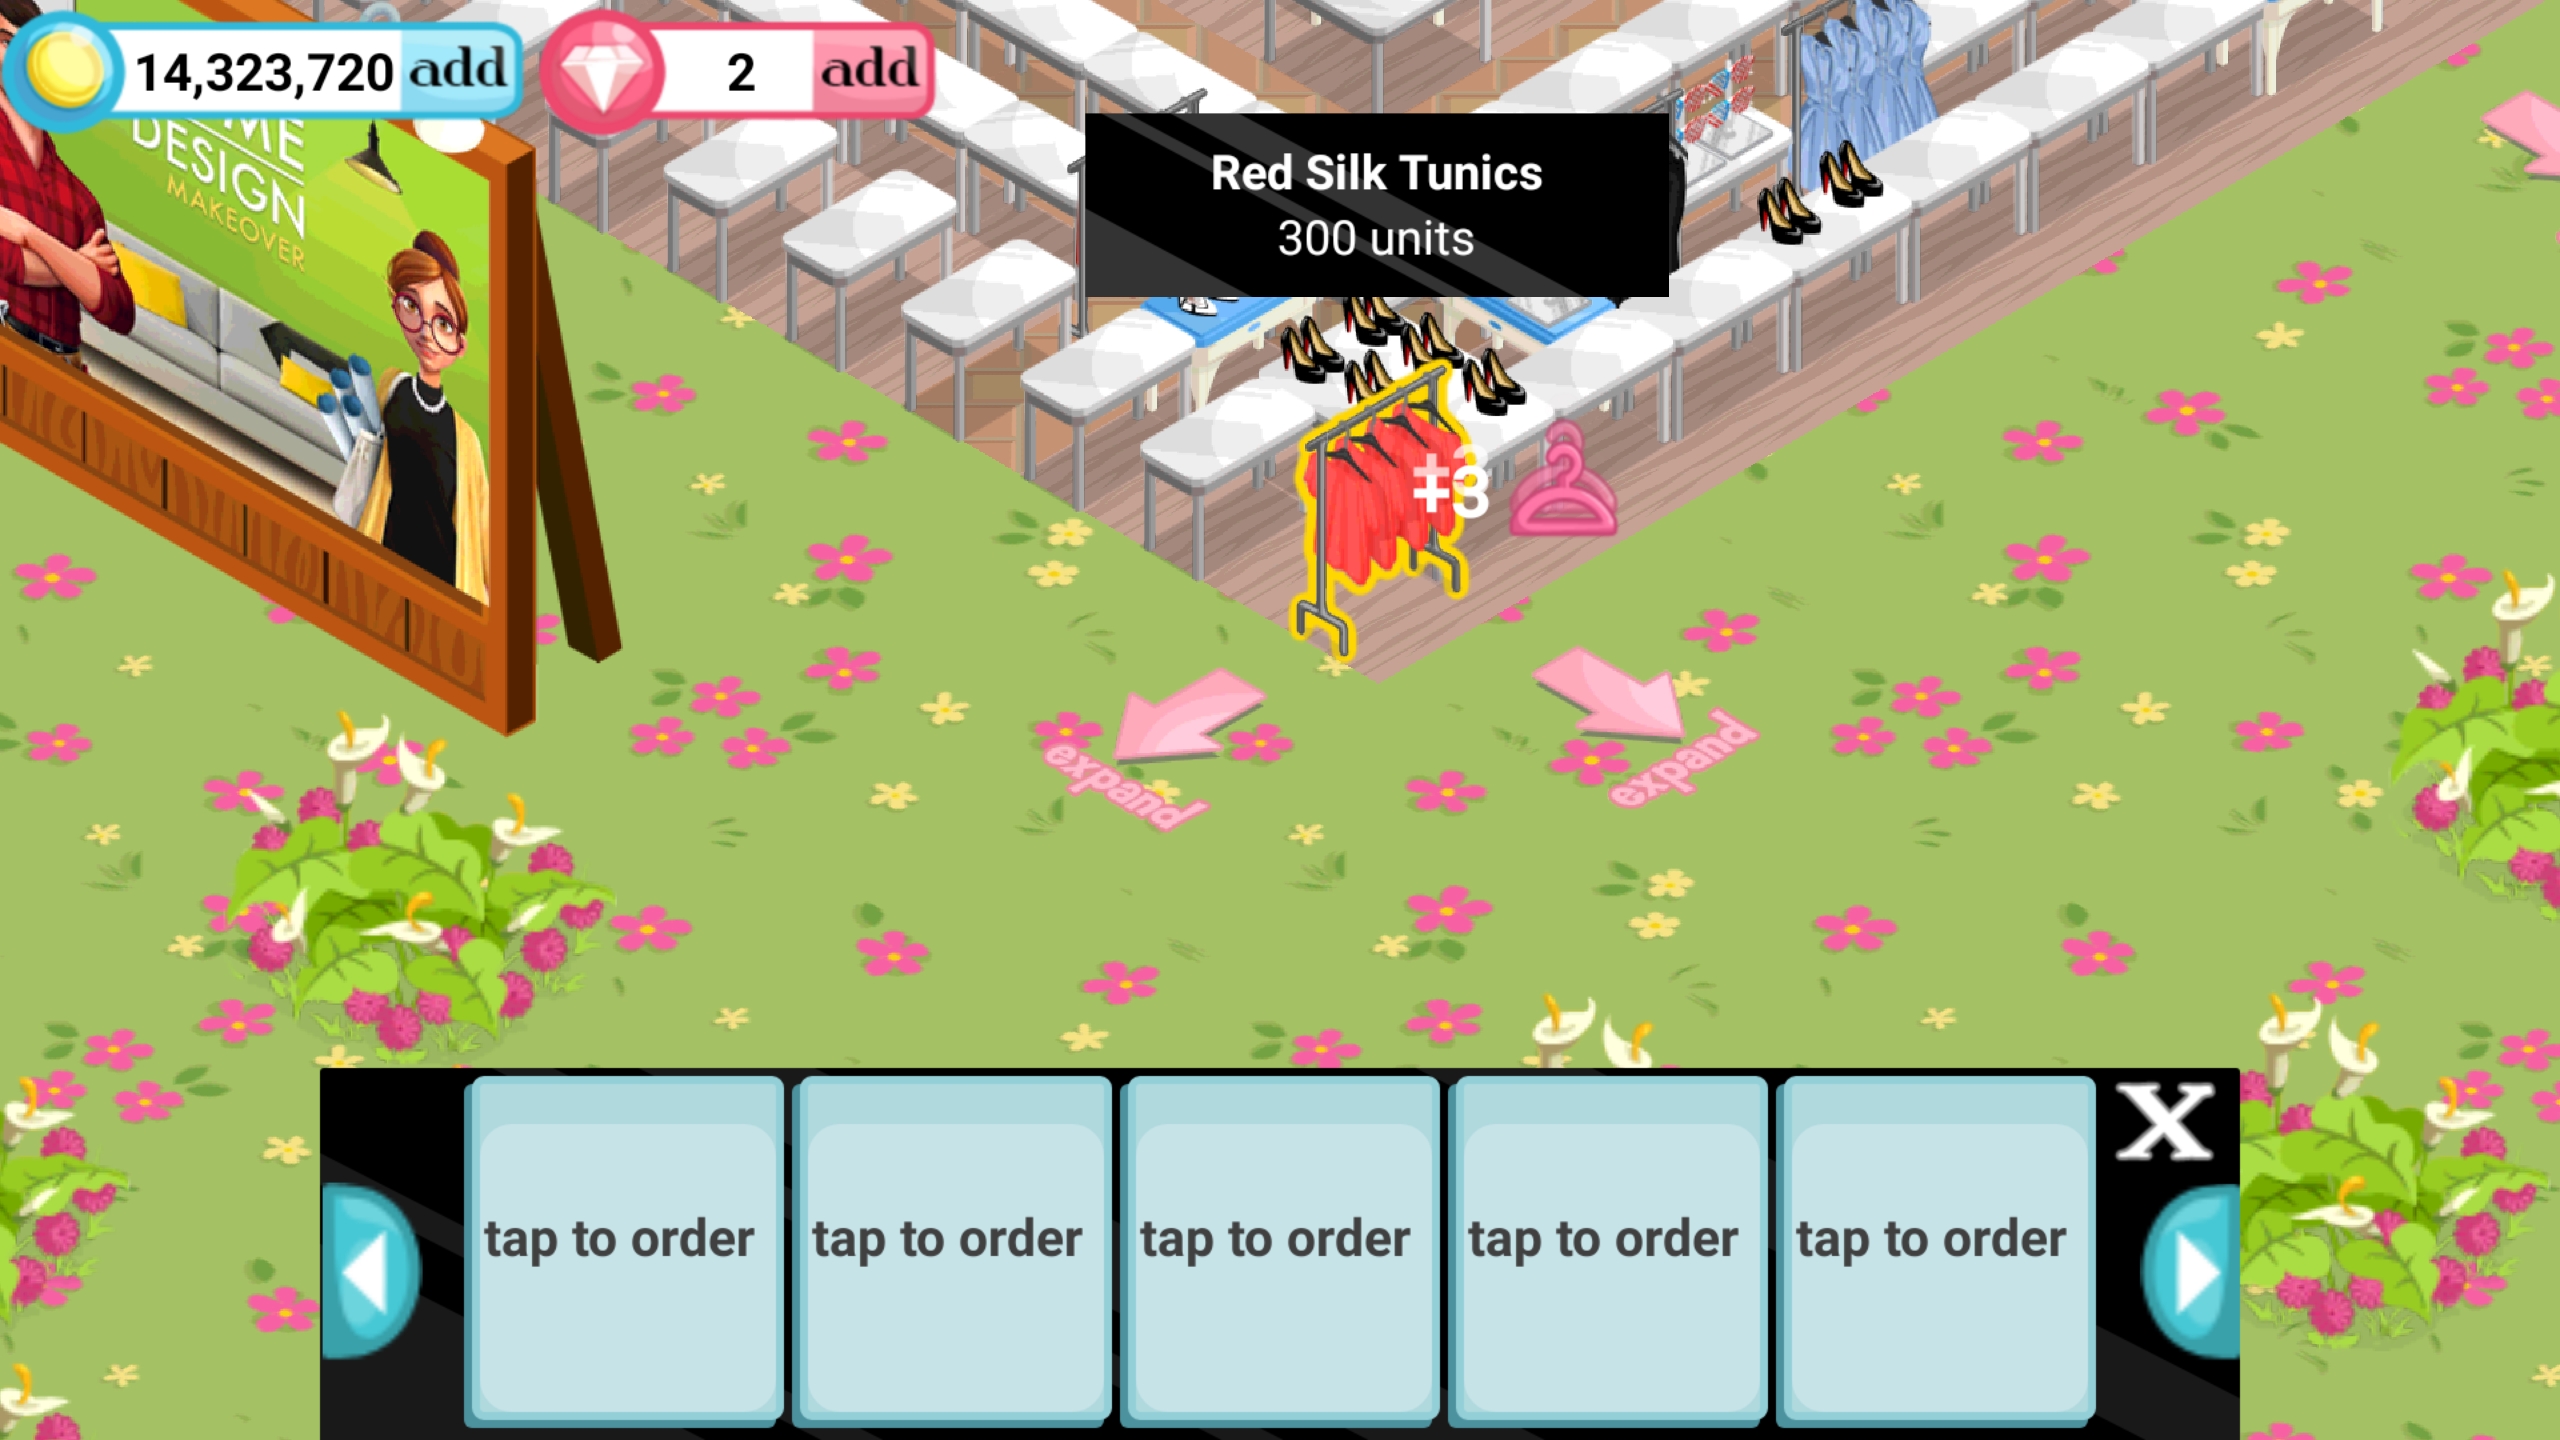 14,323,720 add
2 add
DESIGN
MAKEOVER
Red Silk Tunics
300 units
+3
expand
expand
tap to order
tap to order
tap to order
tap to order
tap to order
X